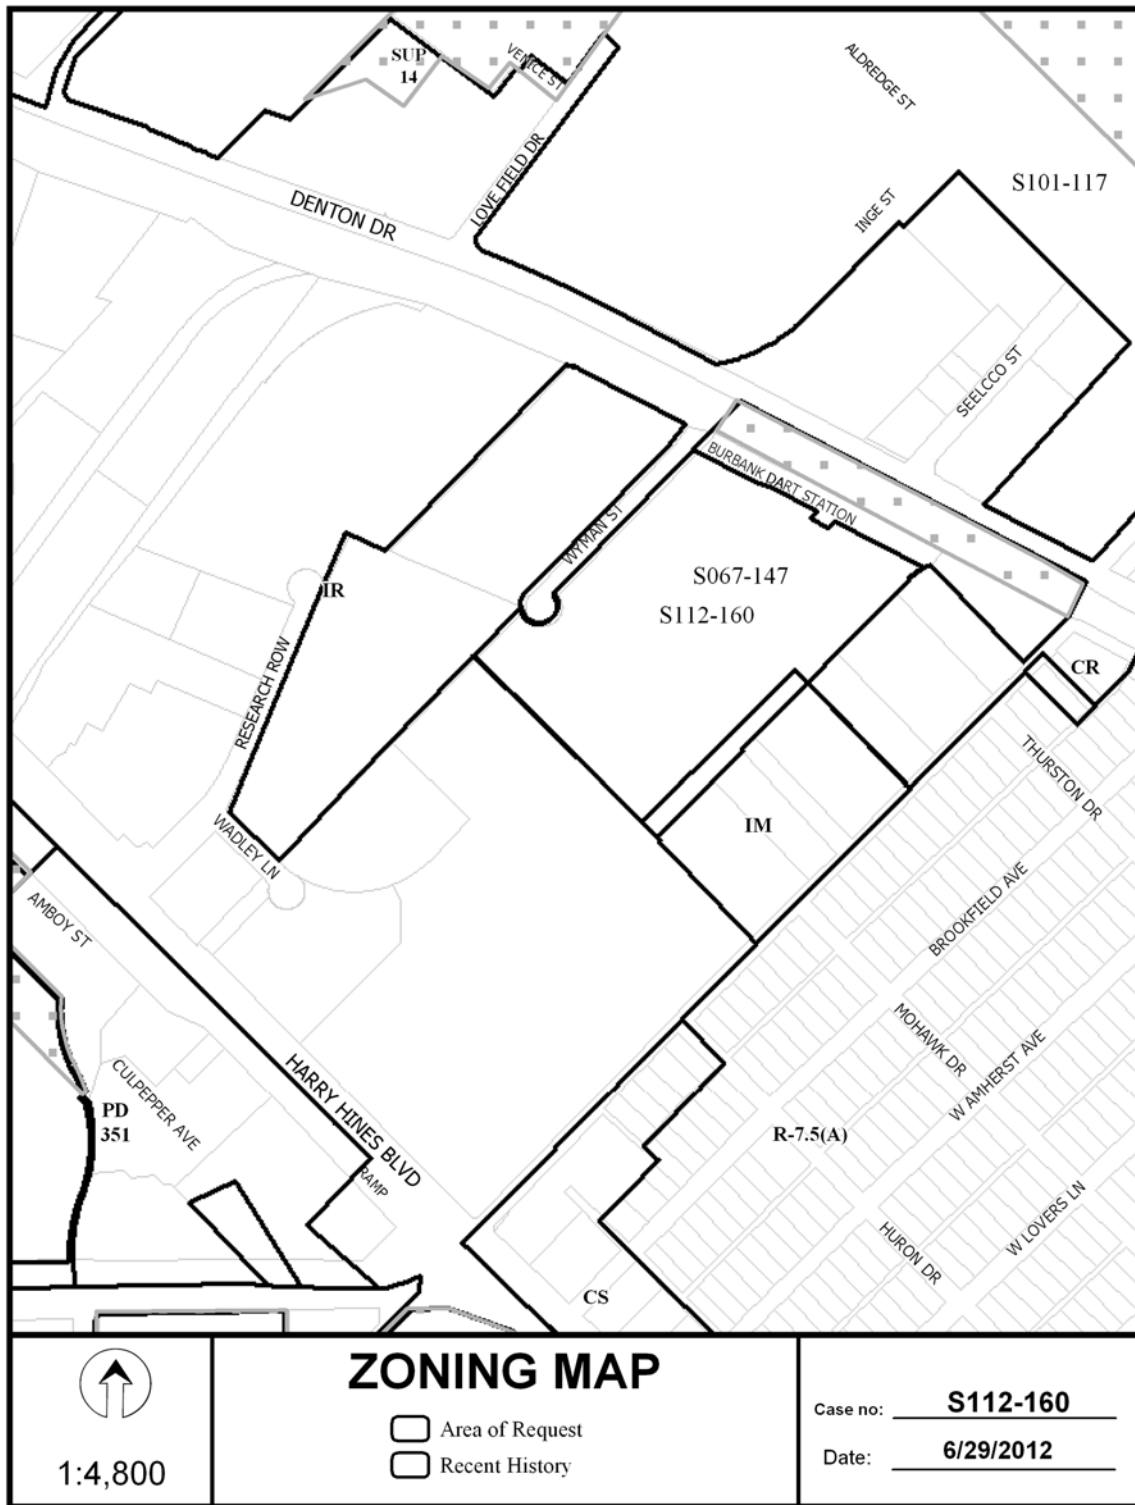 SUP
14
VENICE ST
ALDREDGE ST
LOVE FIELD DR
S101-117
DENTON DR
INGE ST
SEELCCO ST
BURBANK DART STATION
WYMAN ST
S067-147
S112-160
IR
RESEARCH ROW
CR
THURSTON DR
WADLEY LN
IM
AMBOY ST
BROOKFIELD AVE
MOHAWK DR
W AMHERST AVE
HARRY HINES BLVD
CULPEPPER AVE
PD
351
R-7.5(A)
RAMP
W LOVERS LN
HURON DR
CS
1:4,800
ZONING MAP
Area of Request
Recent History
Case no: S112-160
Date: 6/29/2012